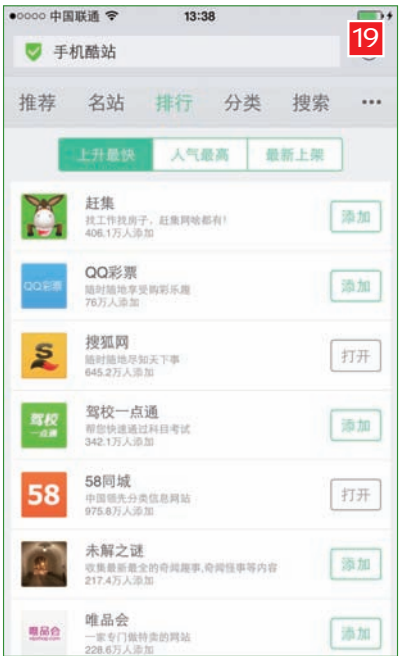 中国联通 13:38
19
手机酷站
推荐 名站 排行 分类 搜索 •••
上升最快 人气最高 最新上架
赶集
找工作找房子，赶集网啥都有!
406.1万人添加
添加
QQ彩票
QQ彩票
随时随地享受购彩乐趣
76万人添加
添加
搜狐网
随时随地尽知天下事
645.2万人添加
打开
驾校一点通
驾校一点通
帮您快速通过科目考试
342.1万人添加
添加
58
58同城
中国领先分类信息网站
975.8万人添加
打开
未解之谜
收集最新最全的奇闻趣事,奇闻怪事等内容
217.4万人添加
添加
唯品会
唯品会
一家专门做特卖的网站
228.6万人添加
添加